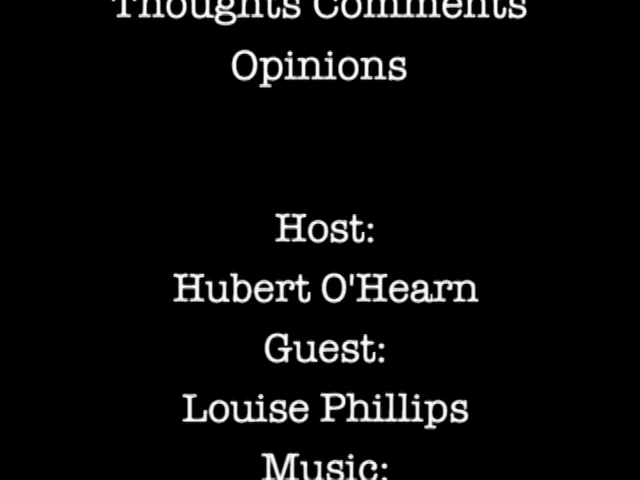 Thoughts Comments
Opinions
Host:
Hubert O'Hearn
Guest:
Louise Phillips
Music: